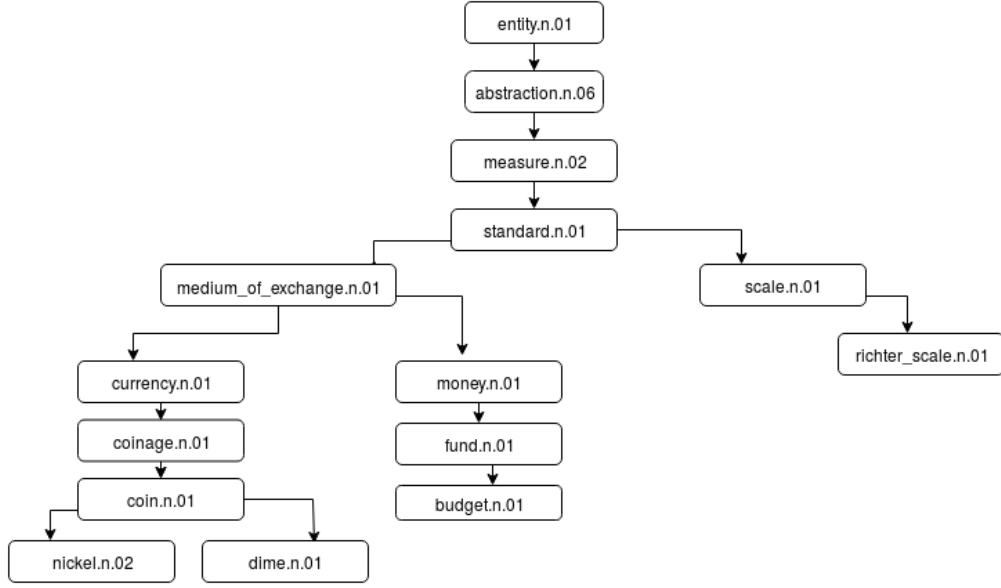 entity.n.01
abstraction.n.06
measure.n.02
standard.n.01
medium_of_exchange.n.01
scale.n.01
richter_scale.n.01
currency.n.01
money.n.01
coinage.n.01
fund.n.01
coin.n.01
budget.n.01
nickel.n.02
dime.n.01